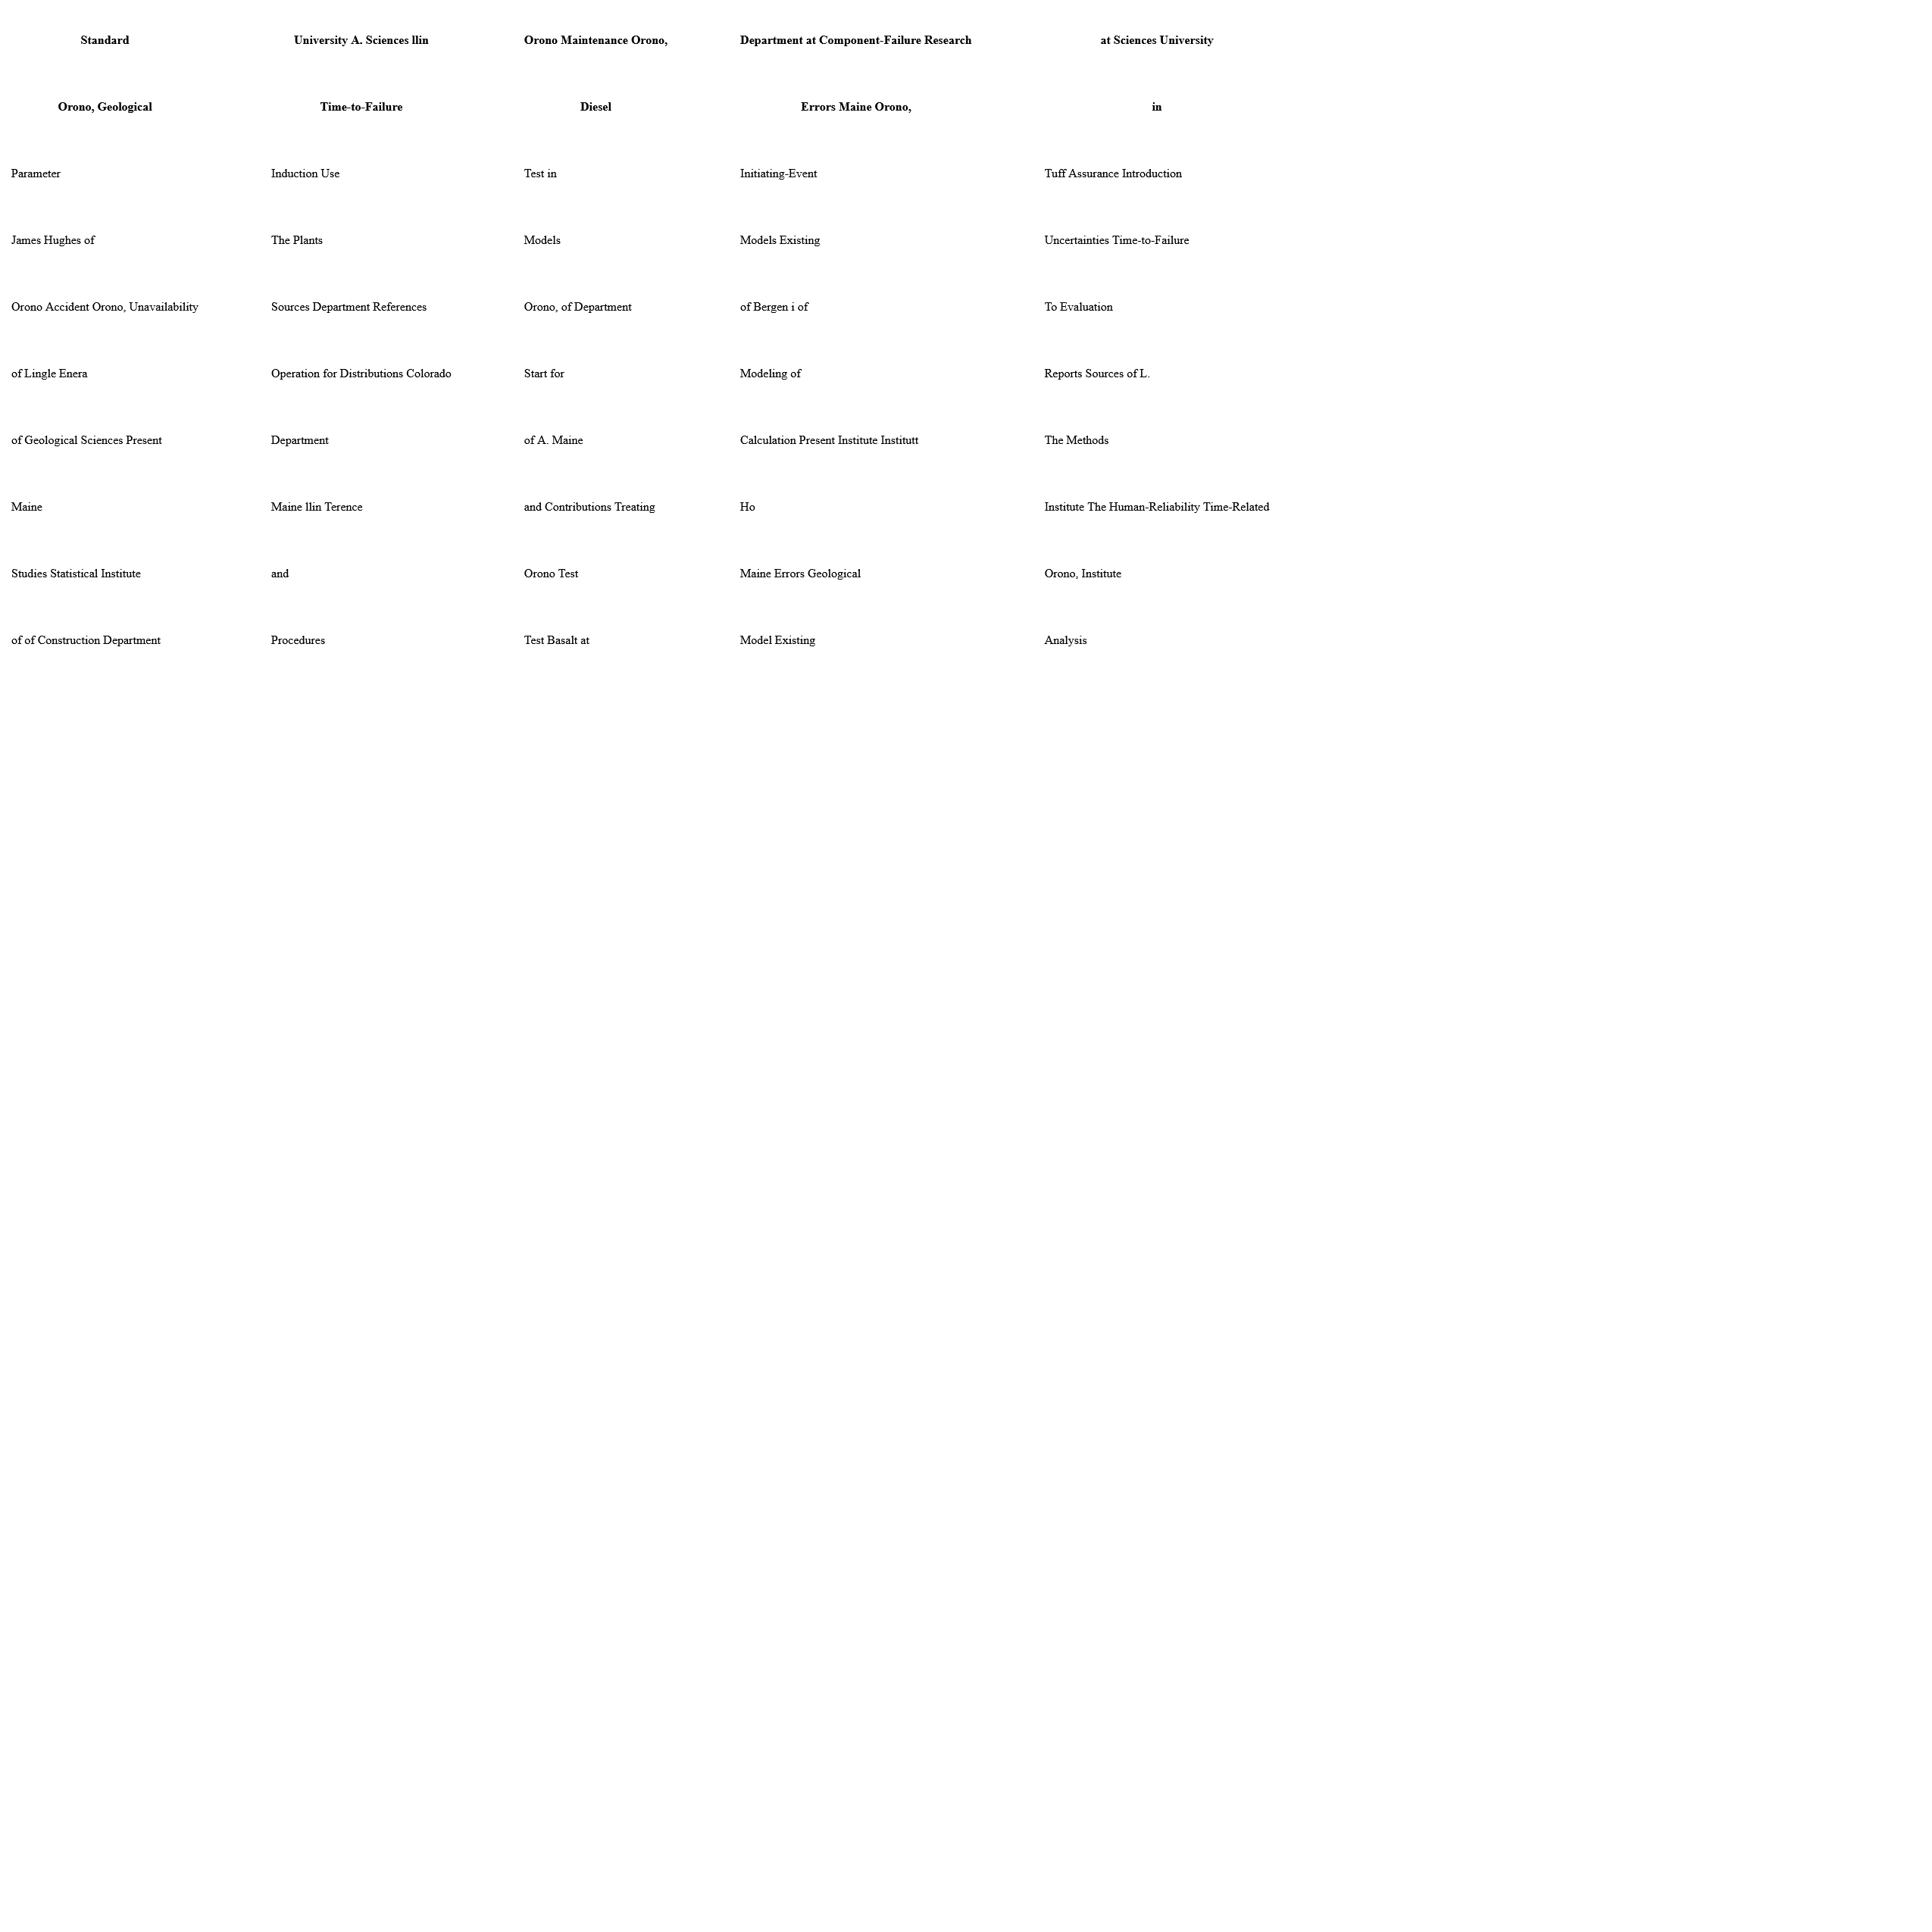 Standard University A. Sciences llin Orono Maintenance Orono, Department at Component-Failure Research at Sciences University
Orono, Geological Time-to-Failure Diesel Errors Maine Orono, in
Parameter Induction Use Test in Initiating-Event Tuff Assurance Introduction
James Hughes of The Plants Models Models Existing Uncertainties Time-to-Failure
Orono Accident Orono, Unavailability Sources Department References Orono, of Department of Bergen i of To Evaluation
of Lingle Enera Operation for Distributions Colorado Start for Modeling of Reports Sources of L.
of Geological Sciences Present Department of A. Maine Calculation Present Institute Institutt The Methods
Maine Maine llin Terence and Contributions Treating Ho Institute The Human-Reliability Time-Related
Studies Statistical Institute and Orono Test Maine Errors Geological Orono, Institute
of of Construction Department Procedures Test Basalt at Model Existing Analysis